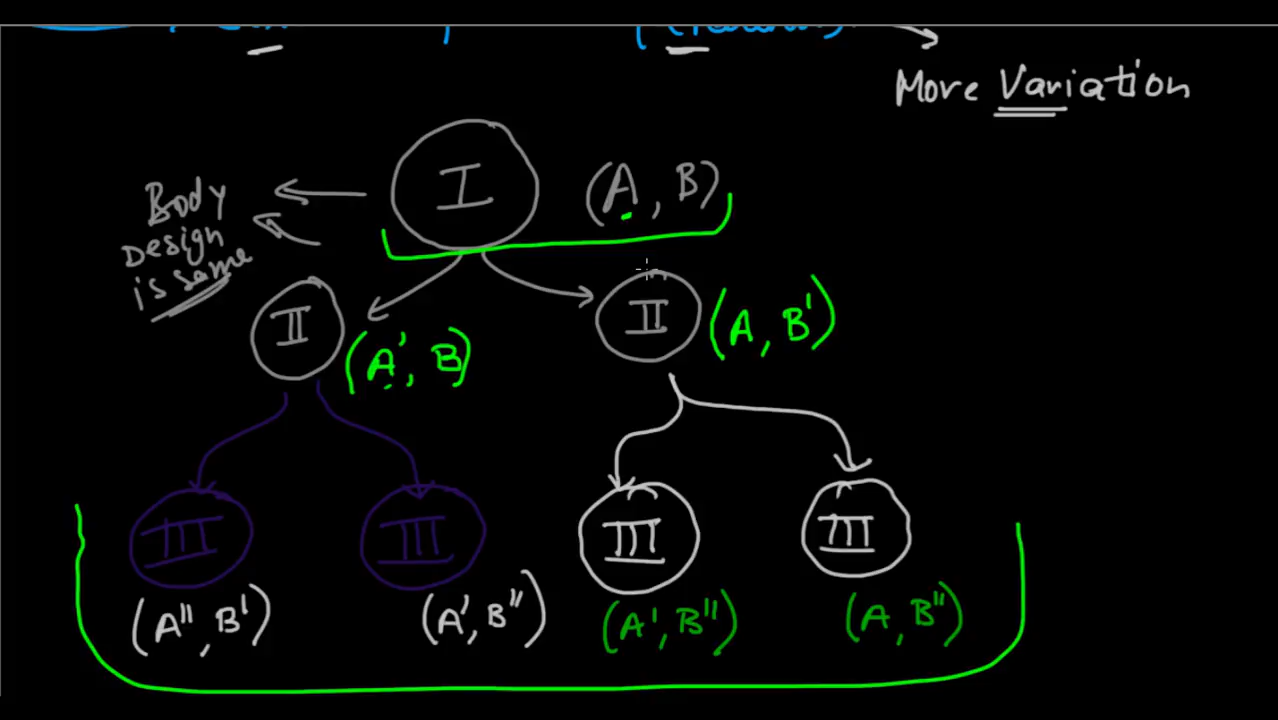 More Variation
I (A, B)
Body
Design
is same
II (A', B)
II (A, B')
III III III III
(A'', B') (A', B'') (A', B'') (A, B'')